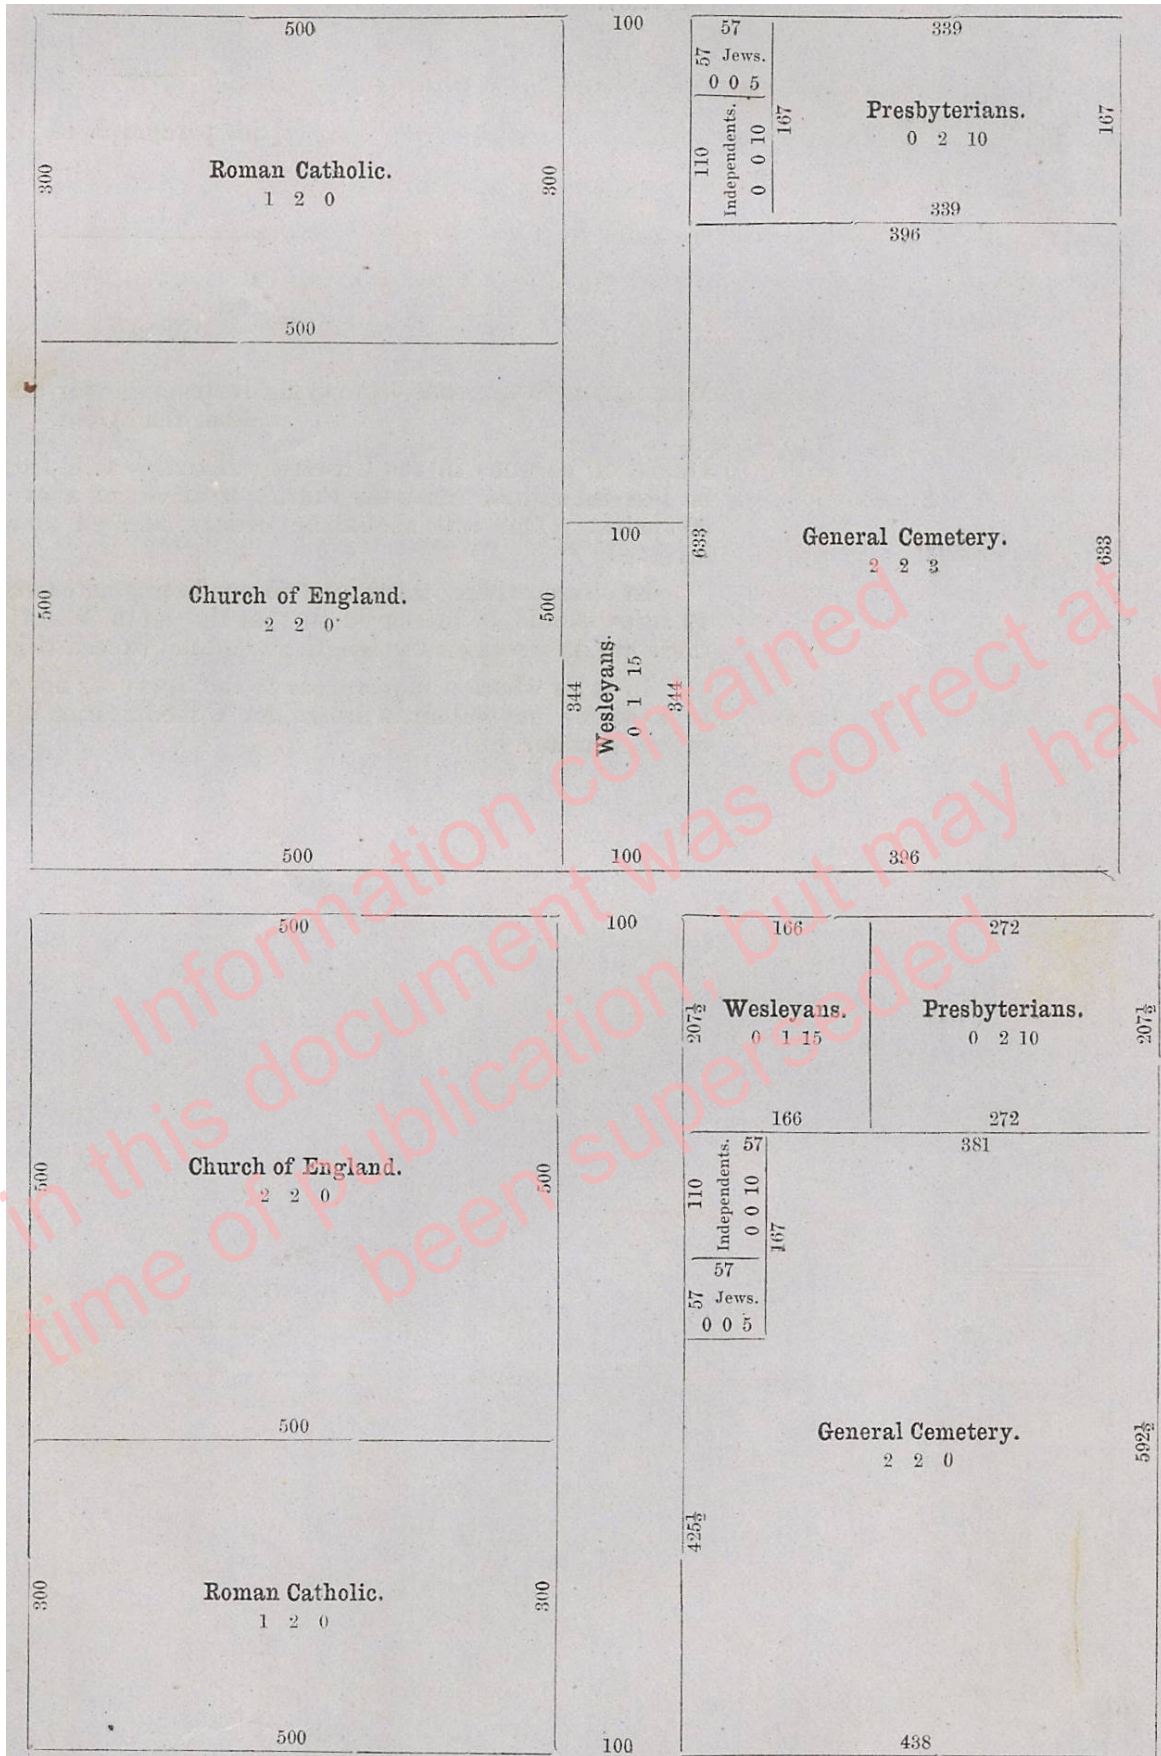 500
100
57
339
57
Jews.
0 0 5
Presbyterians.
0 2 10
167
167
Independents.
0 0 10
110
339
Roman Catholic.
1 2 0
300
300
500
396
100
General Cemetery.
2 2 3
633
633
Church of England.
2 2 0
500
500
Wesleyans.
0 1 15
344
344
500
100
396
500
100
166
272
Wesleyans.
0 1 15
207½
Presbyterians.
0 2 10
207½
166
272
381
Independents.
0 0 10
57
110
167
57
57
Jews.
0 0 5
Church of England.
2 2 0
500
500
500
General Cemetery.
2 2 0
592½
425½
Roman Catholic.
1 2 0
300
300
500
100
438
Information contained
in this document was correct at
time of publication, but may hav
been superseded